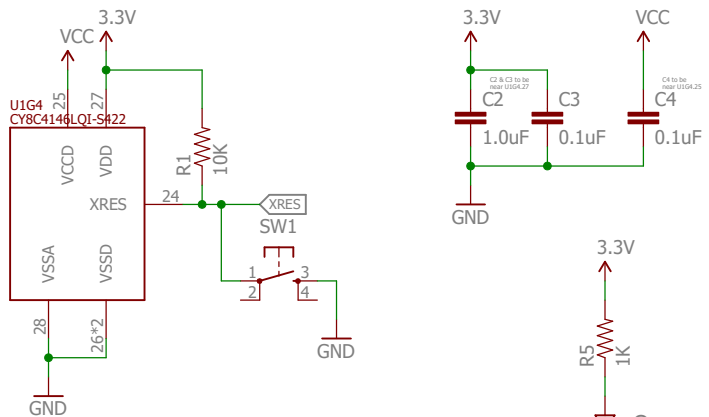 3.3V
VCC
25
27
U1G4
CY8C4146LQI-S422
VCCD
VDD
XRES
24
VSSA
VSSD
28
26*2
GND
R1
10K
XRES
SW1
1
3
2
4
GND
3.3V
VCC
C2 & C3 to be
near U1G4.27
C4 to be
near U1G4.25
C2
C3
C4
1.0uF
0.1uF
0.1uF
GND
3.3V
R5
1K